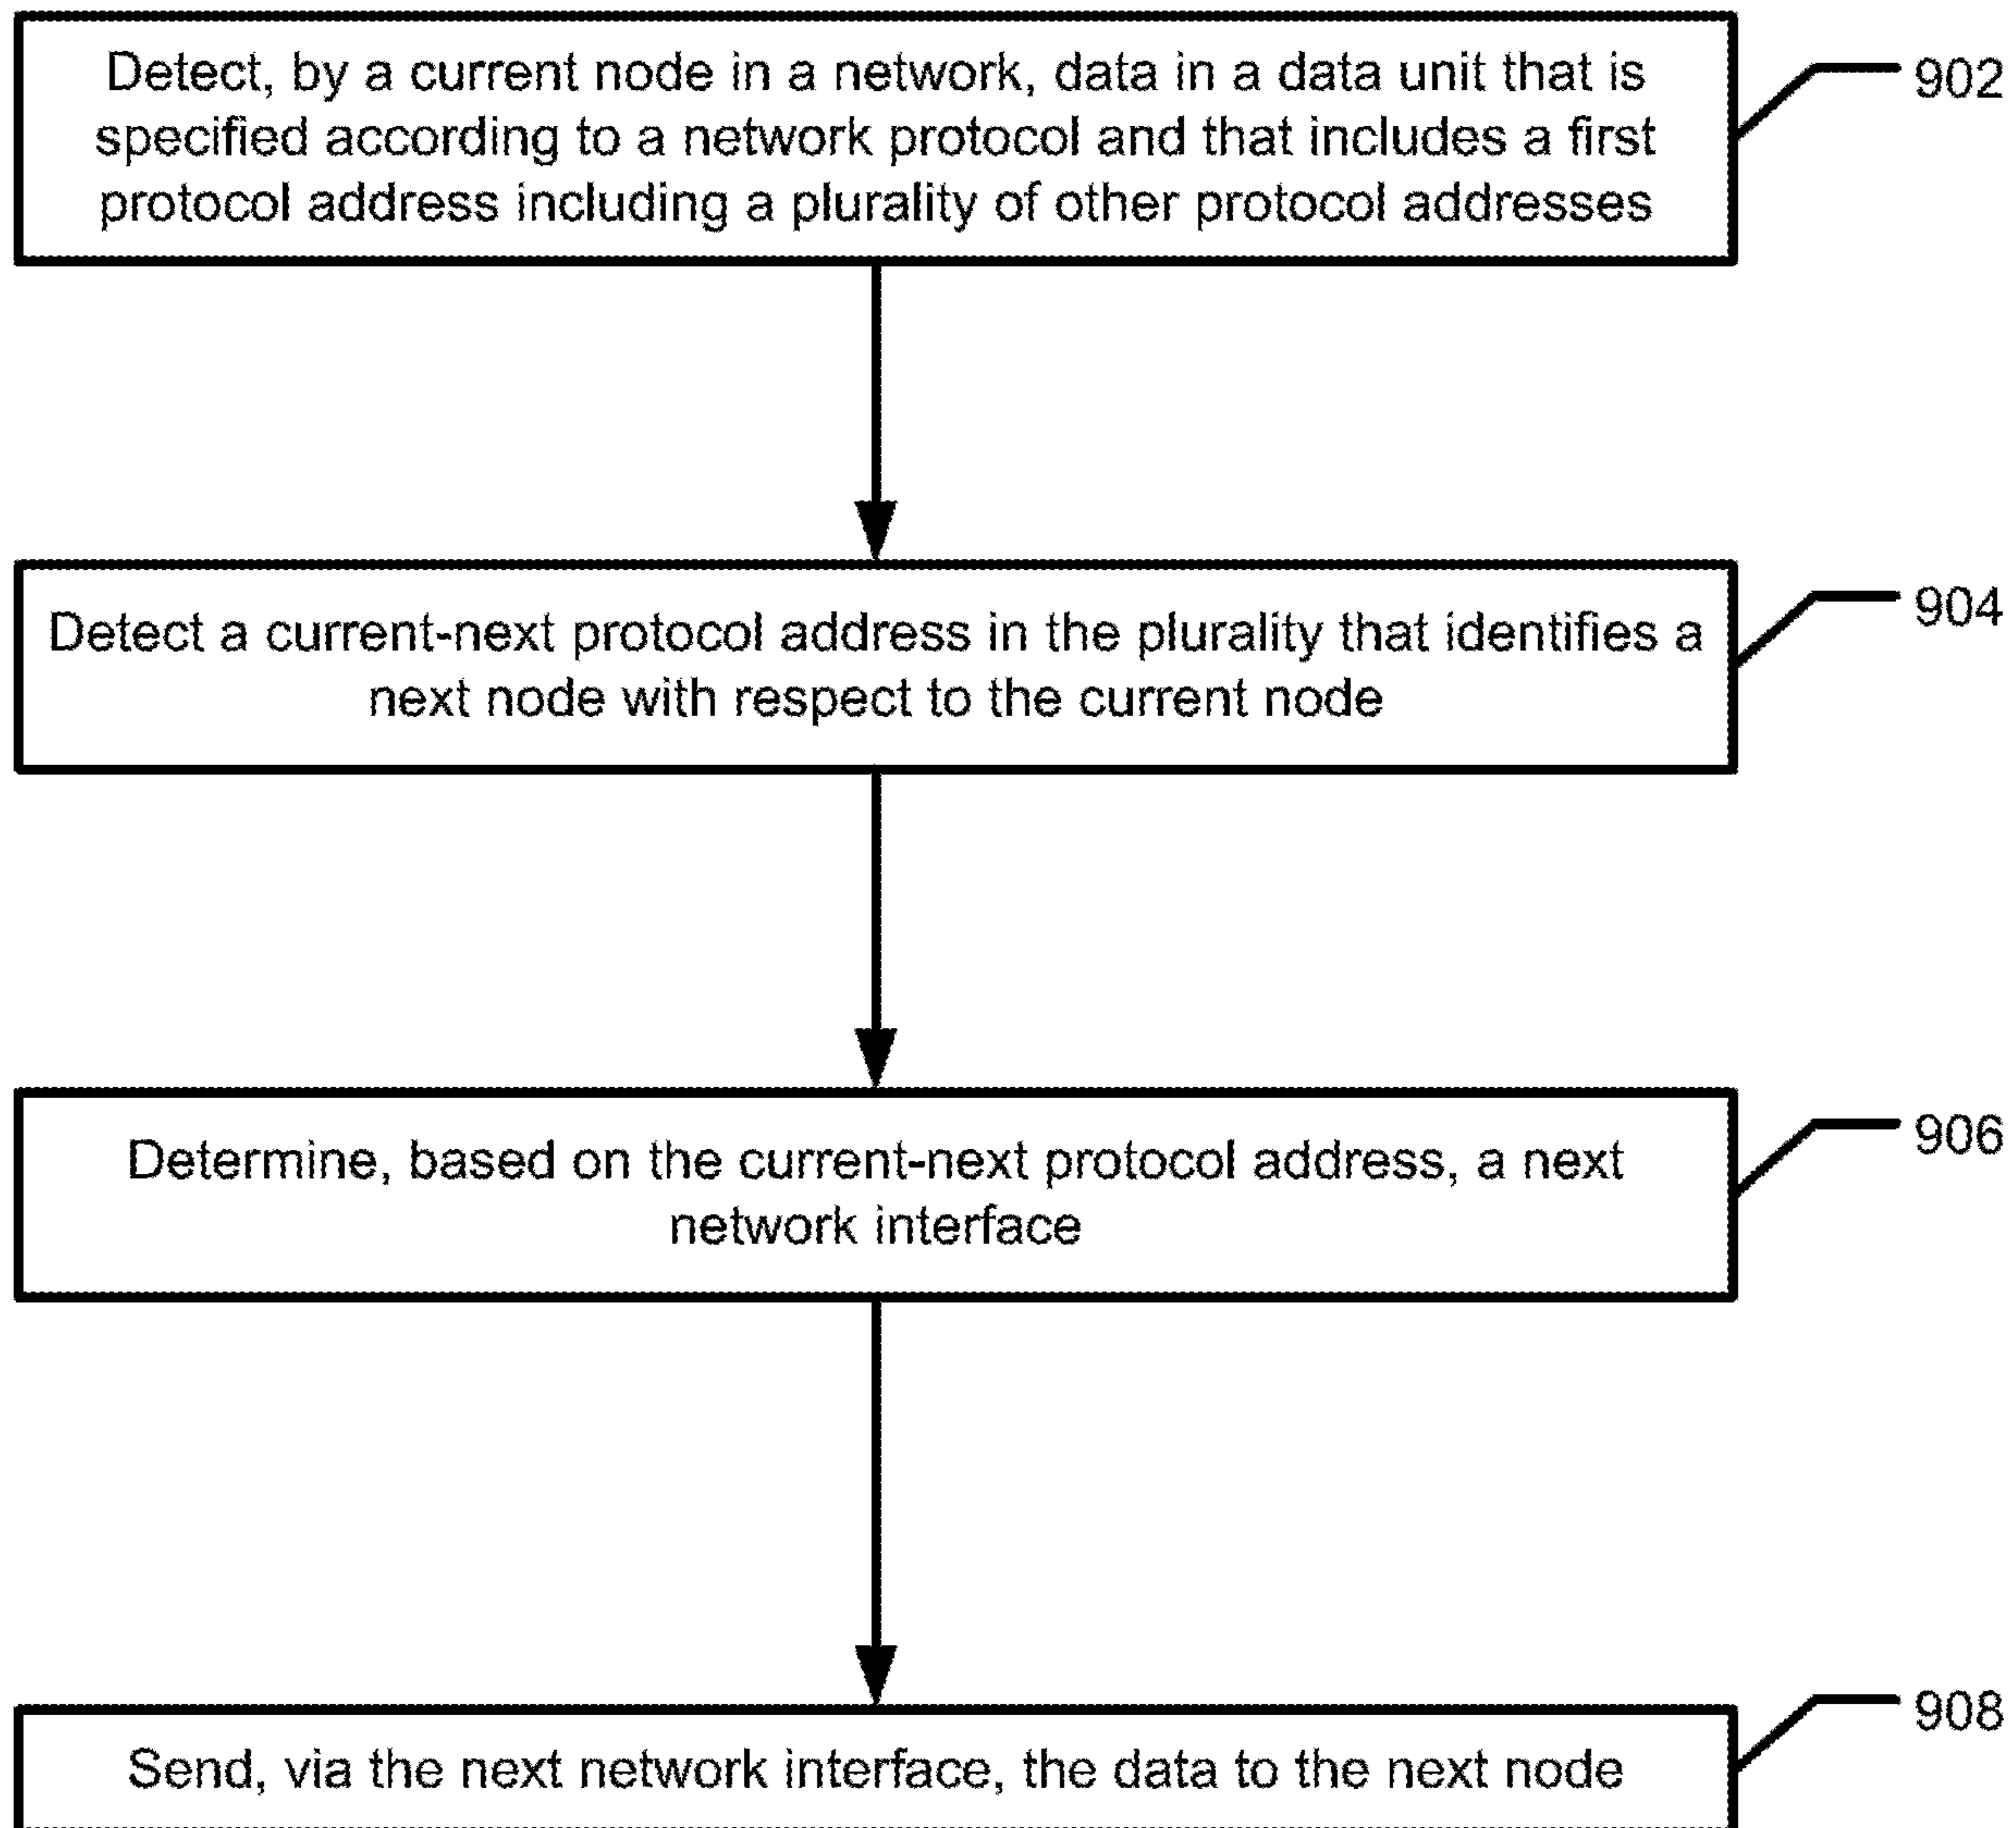 Detect, by a current node in a network, data in a data unit that is
specified according to a network protocol and that includes a first
protocol address including a plurality of other protocol addresses
902
Detect a current-next protocol address in the plurality that identifies a
next node with respect to the current node
904
Determine, based on the current-next protocol address, a next
network interface
906
Send, via the next network interface, the data to the next node
908